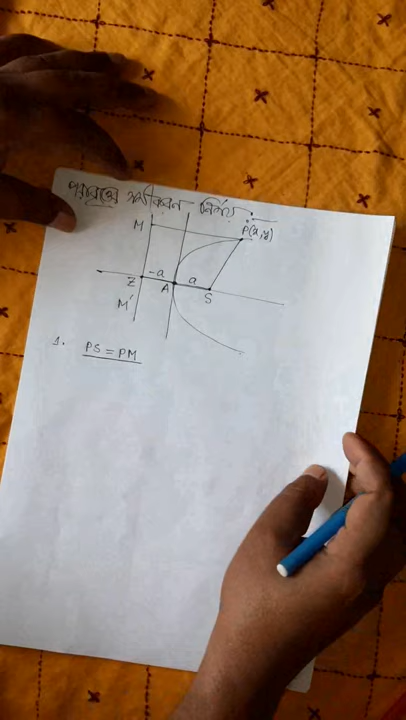 পরাবৃত্তের সমীকরণ নির্ণয় :
M P(x,y)
Z -a A a S
M'
1. PS = PM